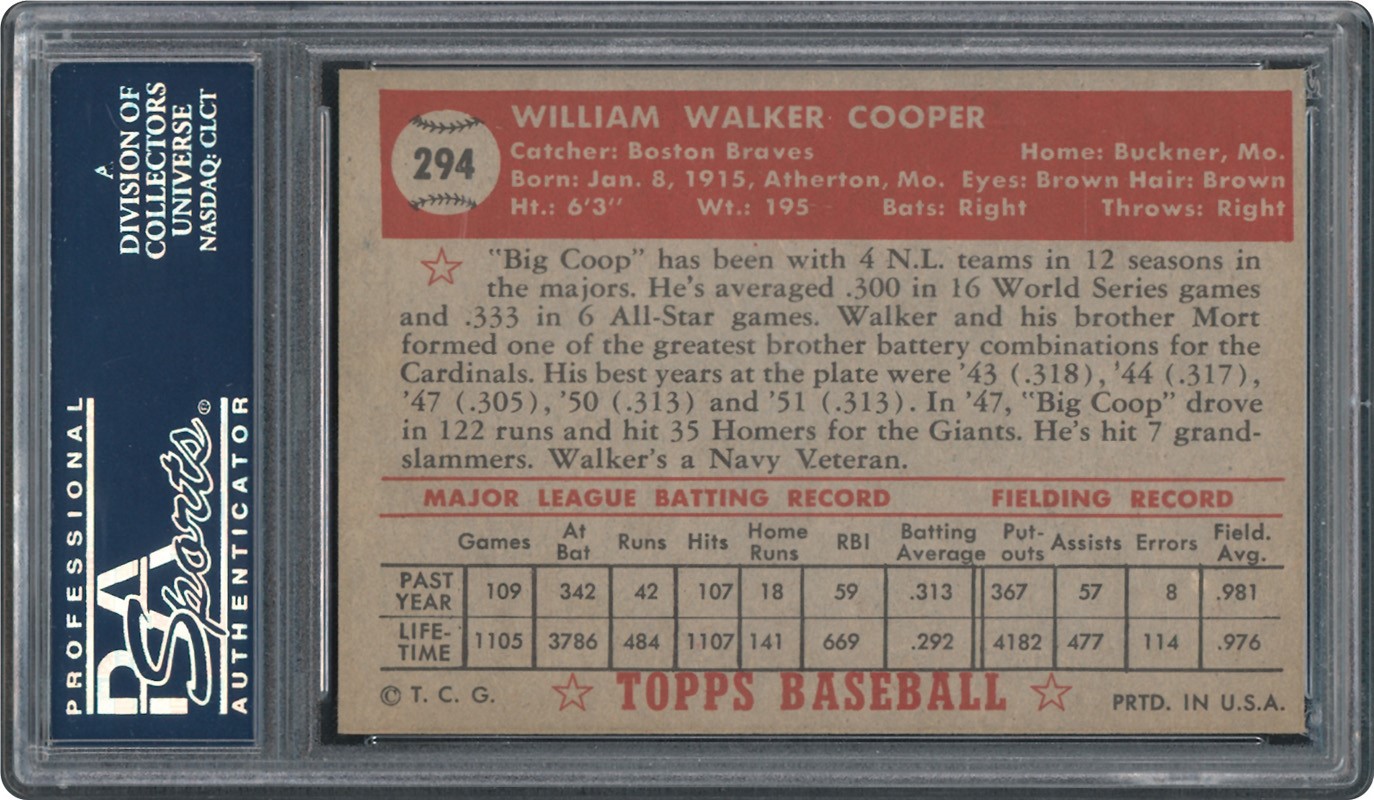 A
DIVISION OF
COLLECTORS
UNIVERSE
NASDAQ: CLCT
PROFESSIONAL
PSA
Sports®
AUTHENTICATOR
294
WILLIAM WALKER COOPER
Catcher: Boston Braves Home: Buckner, Mo.
Born: Jan. 8, 1915, Atherton, Mo. Eyes: Brown Hair: Brown
Ht.: 6'3" Wt.: 195 Bats: Right Throws: Right
"Big Coop" has been with 4 N.L. teams in 12 seasons in
the majors. He's averaged .300 in 16 World Series games
and .333 in 6 All-Star games. Walker and his brother Mort
formed one of the greatest brother battery combinations for the
Cardinals. His best years at the plate were '43 (.318), '44 (.317),
'47 (.305), '50 (.313) and '51 (.313). In '47, "Big Coop" drove
in 122 runs and hit 35 Homers for the Giants. He's hit 7 grand-
slammers. Walker's a Navy Veteran.
MAJOR LEAGUE BATTING RECORD FIELDING RECORD
Games At Bat Runs Hits Home Runs RBI Batting Average Put-outs Assists Errors Field. Avg.
PAST YEAR 109 342 42 107 18 59 .313 367 57 8 .981
LIFE-TIME 1105 3786 484 1107 141 669 .292 4182 477 114 .976
© T. C. G. TOPPS BASEBALL PRTD. IN U.S.A.